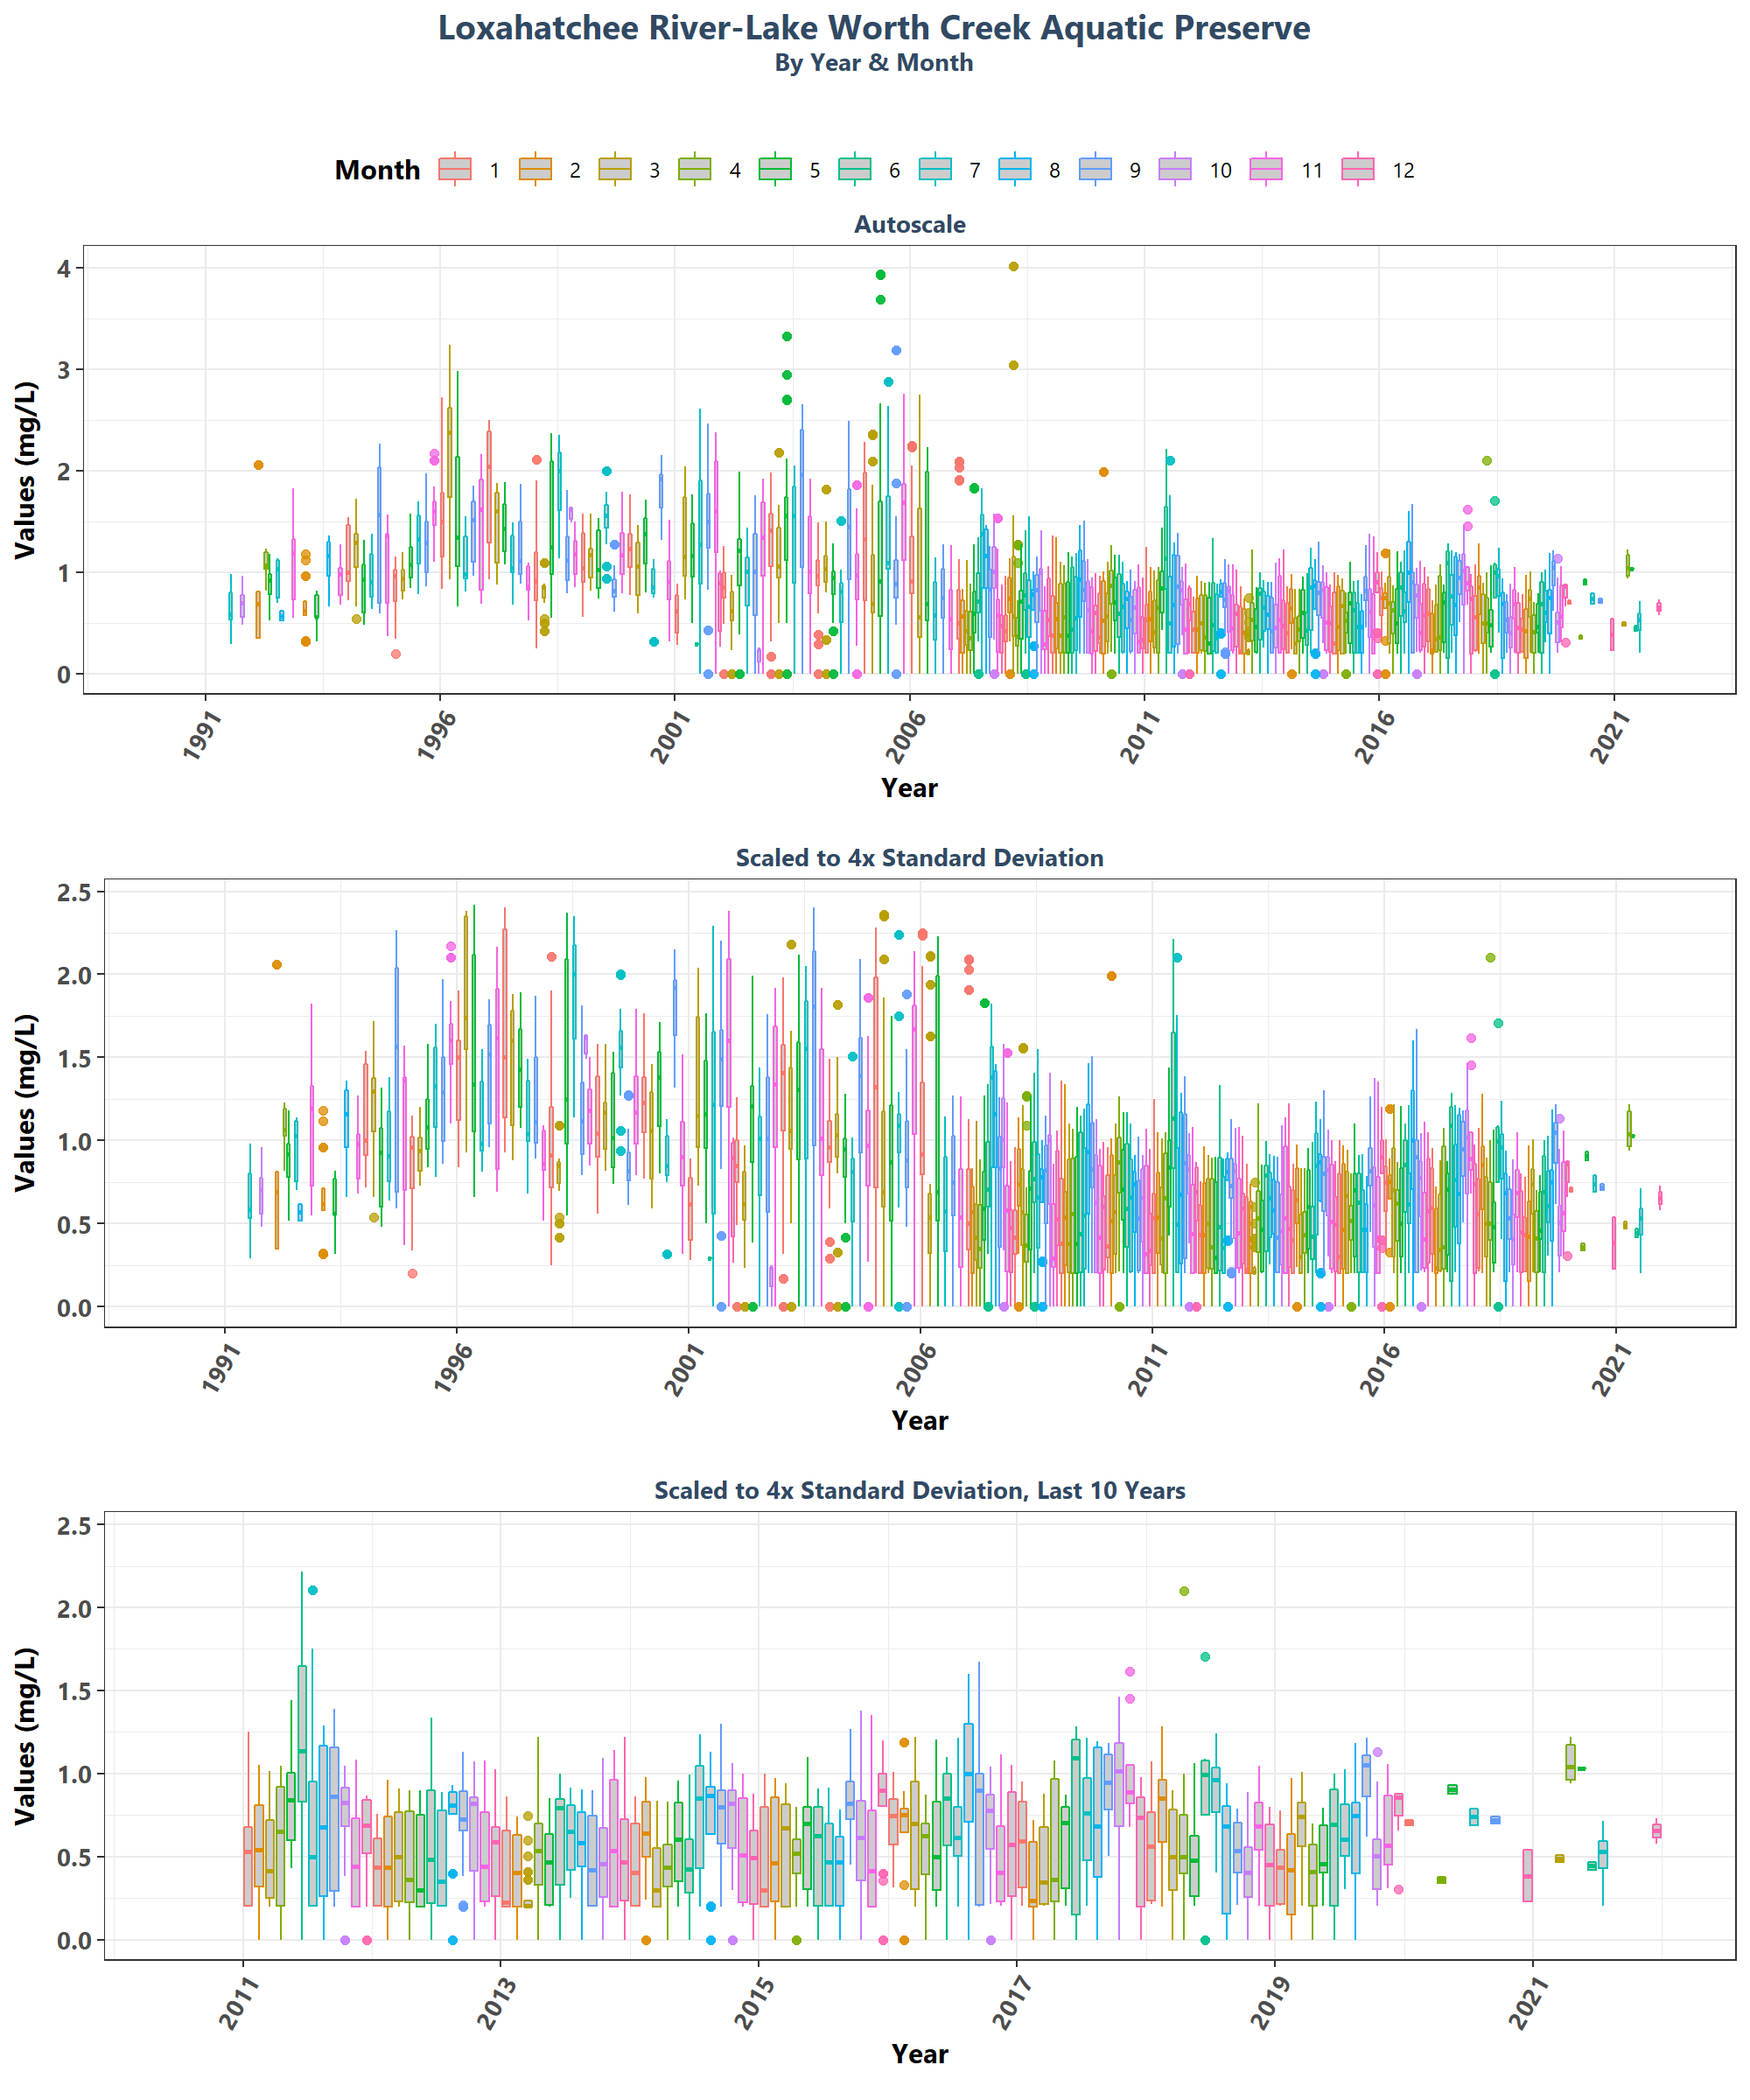 Loxahatchee River-Lake Worth Creek Aquatic Preserve
By Year & Month
Month 1 2 3 4 5 6 7 8 9 10 11 12
Autoscale
Values (mg/L)
4
3
2
1
0
1991 1996 2001 2006 2011 2016 2021
Year
Scaled to 4x Standard Deviation
Values (mg/L)
2.5
2.0
1.5
1.0
0.5
0.0
1991 1996 2001 2006 2011 2016 2021
Year
Scaled to 4x Standard Deviation, Last 10 Years
Values (mg/L)
2.5
2.0
1.5
1.0
0.5
0.0
2011 2013 2015 2017 2019 2021
Year